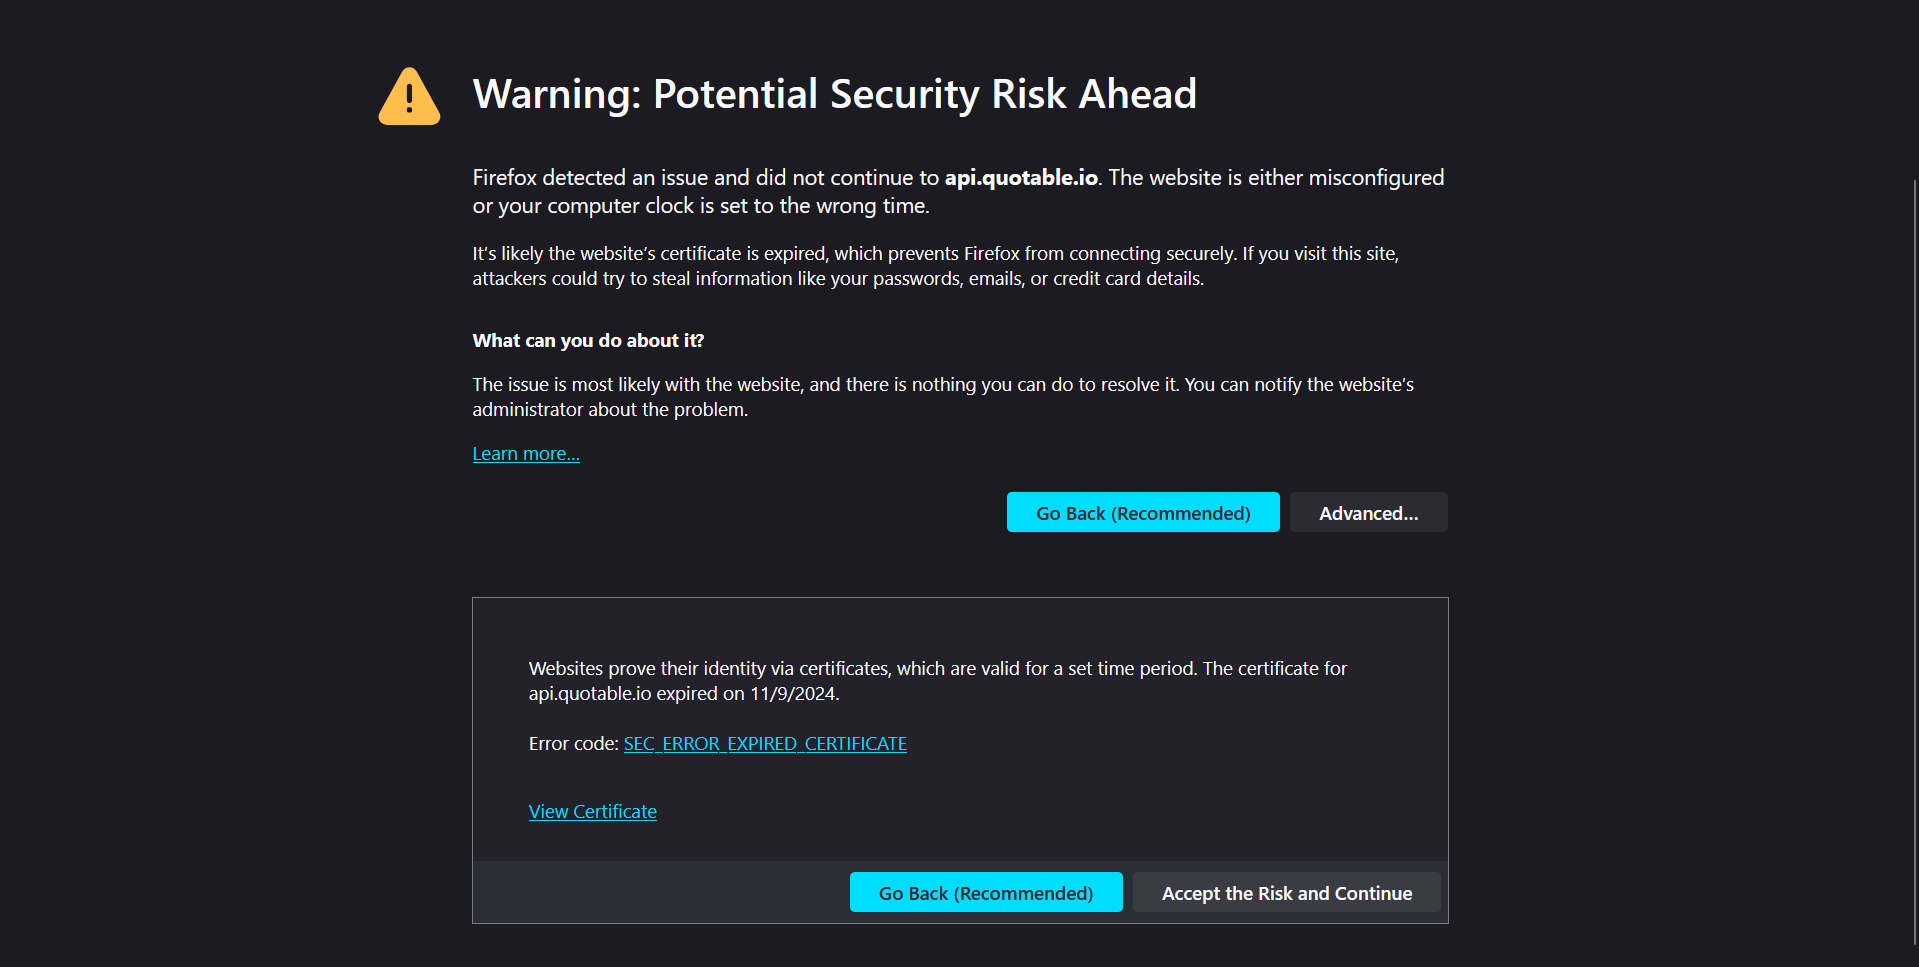 Warning: Potential Security Risk Ahead
Firefox detected an issue and did not continue to api.quotable.io. The website is either misconfigured
or your computer clock is set to the wrong time.
It’s likely the website’s certificate is expired, which prevents Firefox from connecting securely. If you visit this site,
attackers could try to steal information like your passwords, emails, or credit card details.
What can you do about it?
The issue is most likely with the website, and there is nothing you can do to resolve it. You can notify the website’s
administrator about the problem.
Learn more…
Go Back (Recommended)
Advanced…
Websites prove their identity via certificates, which are valid for a set time period. The certificate for
api.quotable.io expired on 11/9/2024.
Error code: SEC_ERROR_EXPIRED_CERTIFICATE
View Certificate
Go Back (Recommended)
Accept the Risk and Continue